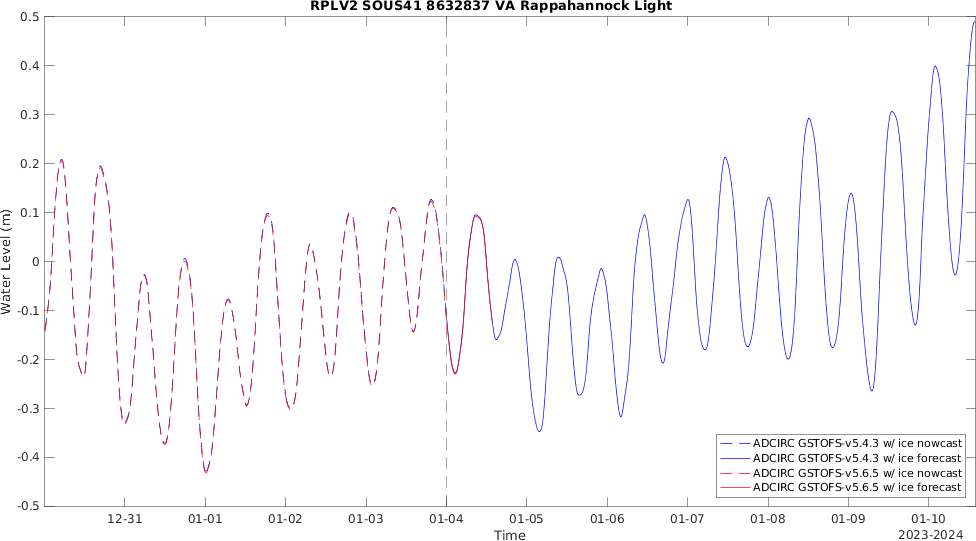 RPLV2 SOUS41 8632837 VA Rappahannock Light
0.5
0.4
0.3
0.2
0.1
0
-0.1
-0.2
-0.3
-0.4
-0.5
Water Level (m)
ADCIRC GSTOFS-v5.4.3 w/ ice nowcast
ADCIRC GSTOFS-v5.4.3 w/ ice forecast
ADCIRC GSTOFS-v5.6.5 w/ ice nowcast
ADCIRC GSTOFS-v5.6.5 w/ ice forecast
12-31 01-01 01-02 01-03 01-04 01-05 01-06 01-07 01-08 01-09 01-10
2023-2024
Time